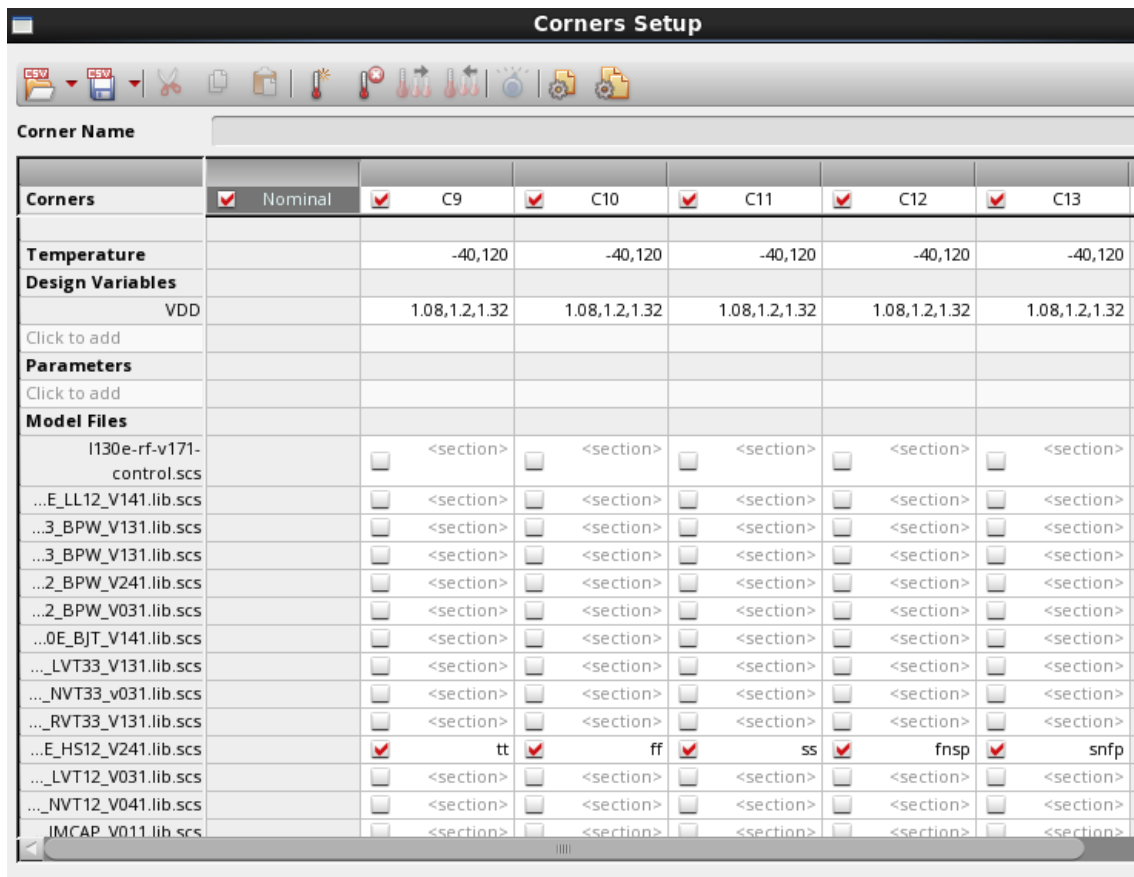 Corners Setup
CSV CSV
Corner Name
Corners Nominal C9 C10 C11 C12 C13
Temperature -40,120 -40,120 -40,120 -40,120 -40,120
Design Variables
VDD 1.08,1.2,1.32 1.08,1.2,1.32 1.08,1.2,1.32 1.08,1.2,1.32 1.08,1.2,1.32
Click to add
Parameters
Click to add
Model Files
l130e-rf-v171- <section> <section> <section> <section> <section>
control.scs
...E_LL12_V141.lib.scs <section> <section> <section> <section> <section>
...3_BPW_V131.lib.scs <section> <section> <section> <section> <section>
...3_BPW_V131.lib.scs <section> <section> <section> <section> <section>
...2_BPW_V241.lib.scs <section> <section> <section> <section> <section>
...2_BPW_V031.lib.scs <section> <section> <section> <section> <section>
...0E_BJT_V141.lib.scs <section> <section> <section> <section> <section>
..._LVT33_V131.lib.scs <section> <section> <section> <section> <section>
..._NVT33_v031.lib.scs <section> <section> <section> <section> <section>
..._RVT33_V131.lib.scs <section> <section> <section> <section> <section>
...E_HS12_V241.lib.scs tt ff ss fnsp snfp
..._LVT12_V031.lib.scs <section> <section> <section> <section> <section>
..._NVT12_V041.lib.scs <section> <section> <section> <section> <section>
...IMCAP_V011.lib.scs <section> <section> <section> <section> <section>